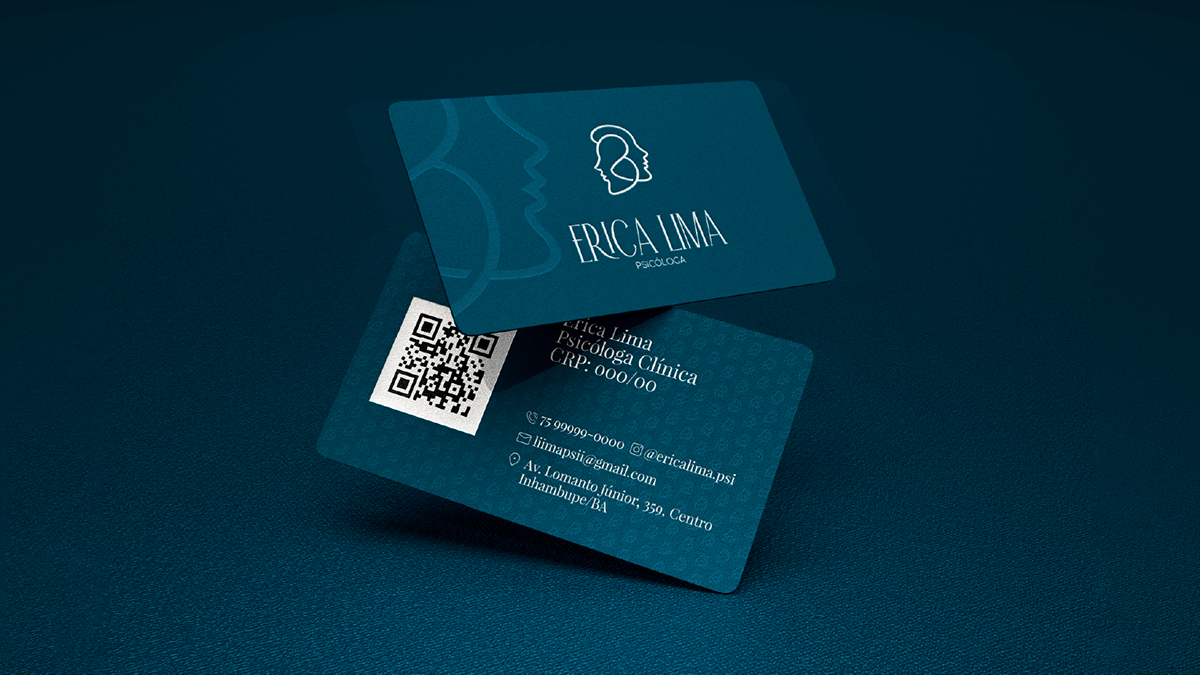 ERICA LIMA
PSICÓLOGA
Erica Lima
Psicóloga Clínica
CRP: 000/00
75 99999-0000 @ericalima.psi
liimapsii@gmail.com
Av. Lomanto Júnior, 359, Centro
Inhambupe/BA